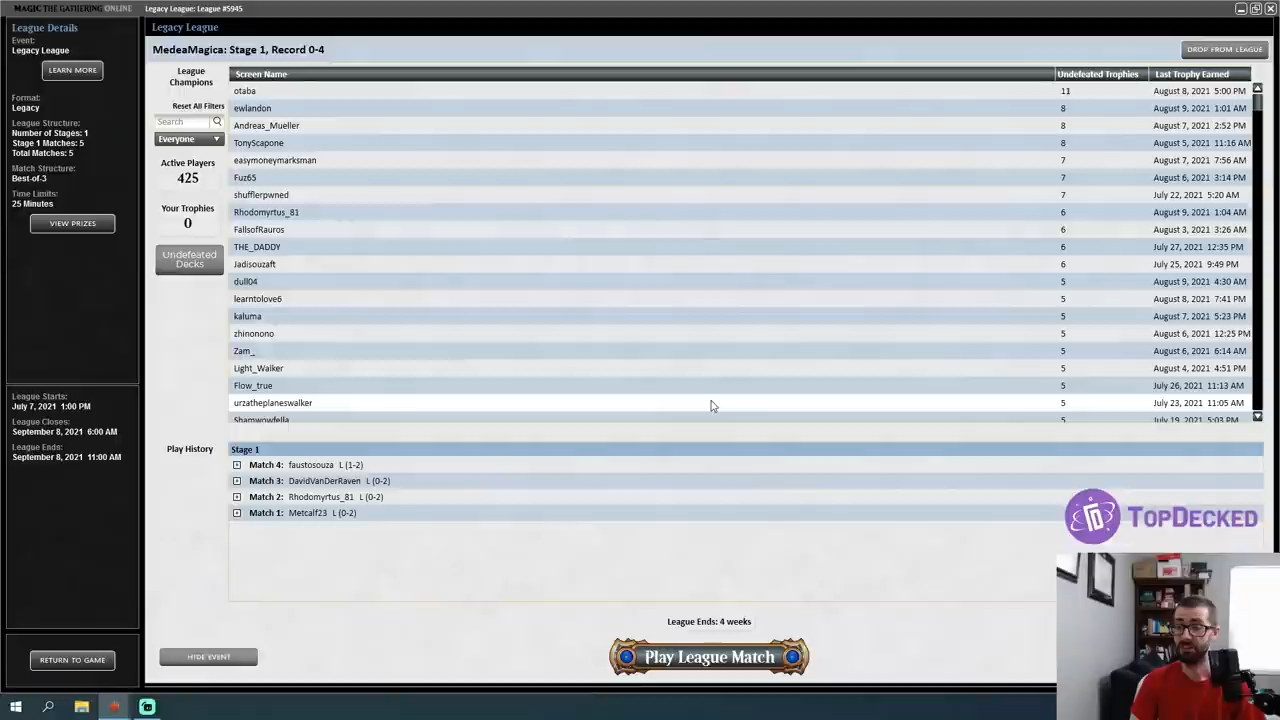 MAGIC THE GATHERING ONLINE
Legacy League: League #5945
League Details
Event:
Legacy League
LEARN MORE
Format:
Legacy
League Structure:
Number of Stages: 1
Stage 1 Matches: 5
Total Matches: 5
Match Structure:
Best-of-3
Time Limits:
25 Minutes
VIEW PRIZES
League Starts:
July 7, 2021 1:00 PM
League Closes:
September 8, 2021 6:00 AM
League Ends:
September 8, 2021 11:00 AM
RETURN TO GAME
Legacy League
MedeaMagica: Stage 1, Record 0-4
DROP FROM LEAGUE
League
Champions
Reset All Filters
Search
Everyone
Active Players
425
Your Trophies
0
Undefeated
Decks
Screen Name Undefeated Trophies Last Trophy Earned
otaba 11 August 8, 2021 5:00 PM
ewlandon 8 August 9, 2021 1:01 AM
Andreas_Mueller 8 August 7, 2021 2:52 PM
TonyScapone 8 August 5, 2021 11:16 AM
easymoneymarksman 7 August 6, 2021 7:56 AM
Fuz65 7 August 6, 2021 3:14 PM
shufflerpwned 7 July 22, 2021 5:20 AM
Rhodomyrtus_81 6 August 9, 2021 1:04 AM
FallsofRauros 6 August 3, 2021 3:26 AM
THE_DADDY 6 July 27, 2021 12:35 PM
Jadisouzaft 6 July 25, 2021 9:49 PM
dull04 5 August 9, 2021 4:30 AM
learntolove6 5 August 8, 2021 7:41 PM
kaluma 5 August 7, 2021 5:23 PM
zhinonono 5 August 6, 2021 12:25 PM
Zam_ 5 August 6, 2021 6:14 AM
Light_Walker 5 August 4, 2021 4:51 PM
Flow_true 5 July 26, 2021 11:13 AM
urzatheplaneswalker 5 July 23, 2021 11:05 AM
Shamwowfella 5 July 19, 2021 5:03 PM
Play History
Stage 1
Match 4: faustosouza L (1-2)
Match 3: DavidVanDerRaven L (0-2)
Match 2: Rhodomyrtus_81 L (0-2)
Match 1: Metcalf23 L (0-2)
TOPDECKED
League Ends: 4 weeks
HIDE EVENT
Play League Match